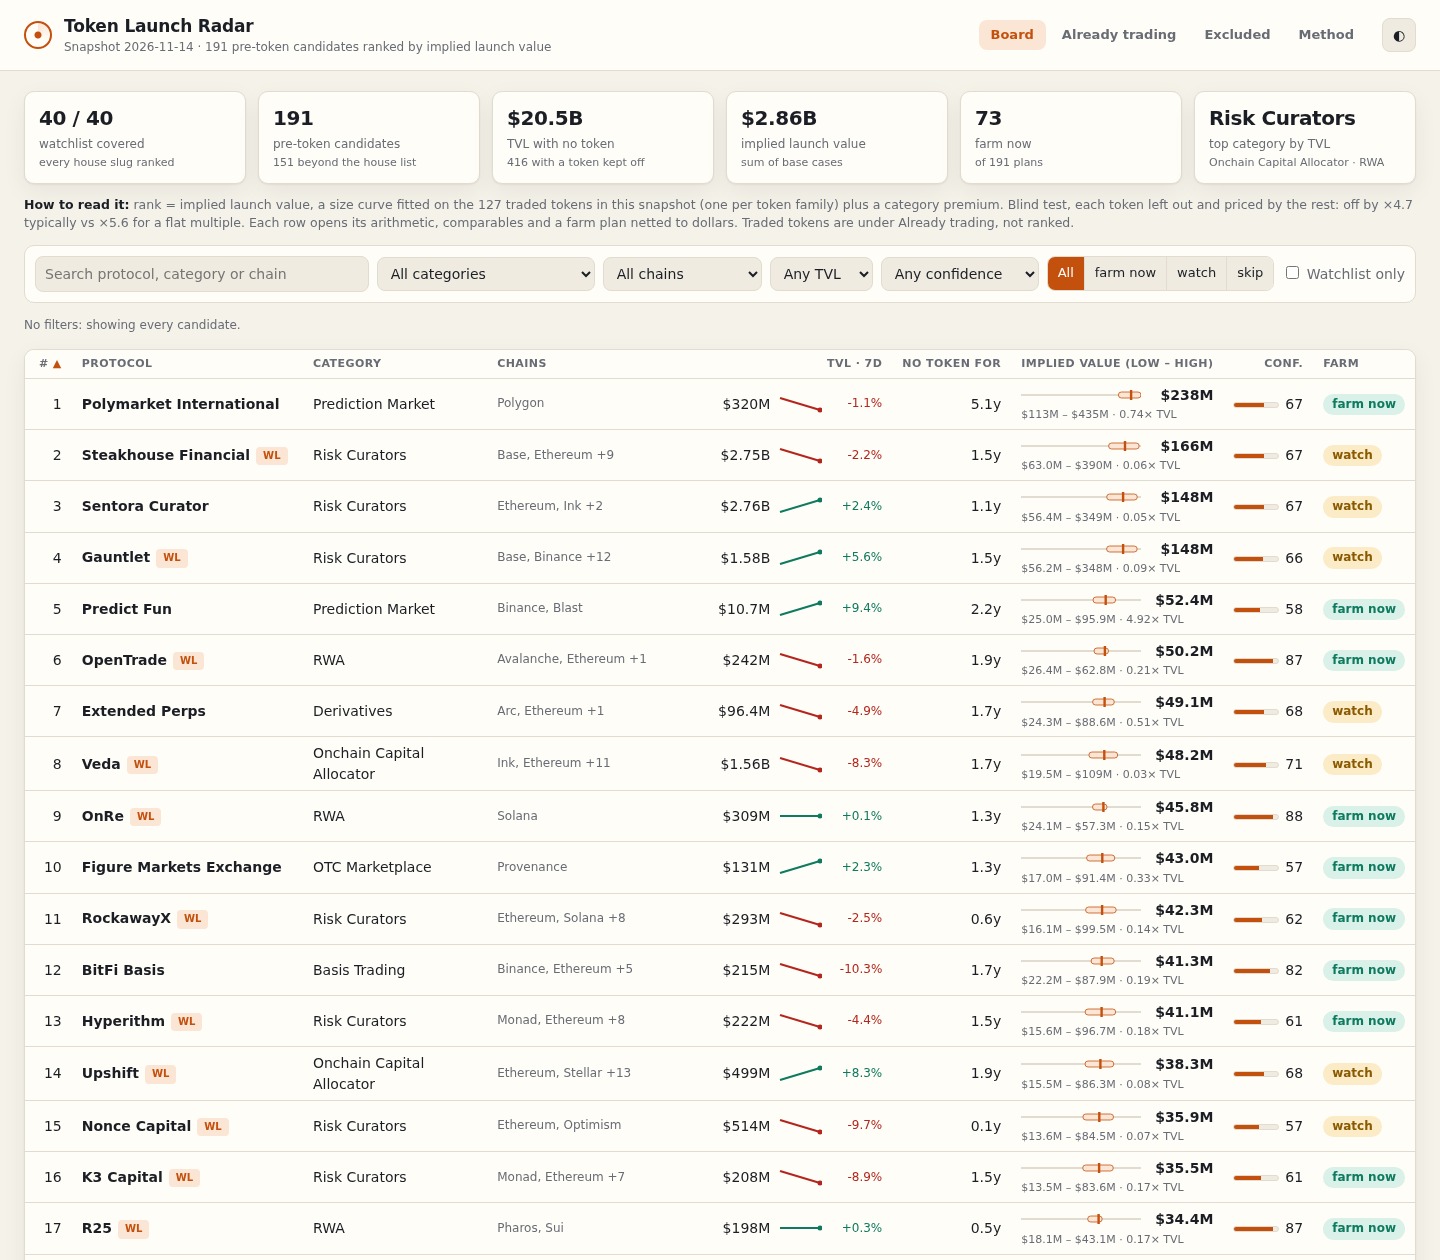 Token Launch Radar
Snapshot 2026-11-14 · 191 pre-token candidates ranked by implied launch value
Board Already trading Excluded Method
40 / 40
watchlist covered
every house slug ranked
191
pre-token candidates
151 beyond the house list
$20.5B
TVL with no token
416 with a token kept off
$2.86B
implied launch value
sum of base cases
73
farm now
of 191 plans
Risk Curators
top category by TVL
Onchain Capital Allocator · RWA
How to read it: rank = implied launch value, a size curve fitted on the 127 traded tokens in this snapshot (one per token family) plus a category premium. Blind test, each token left out and priced by the rest: off by ×4.7
typically vs ×5.6 for a flat multiple. Each row opens its arithmetic, comparables and a farm plan netted to dollars. Traded tokens are under Already trading, not ranked.
Search protocol, category or chain All categories All chains Any TVL Any confidence All farm now watch skip Watchlist only
No filters: showing every candidate.
# ▲ PROTOCOL CATEGORY CHAINS TVL · 7D NO TOKEN FOR IMPLIED VALUE (LOW – HIGH) CONF. FARM
1 Polymarket International Prediction Market Polygon $320M -1.1% 5.1y $238M 67 farm now
$113M – $435M · 0.74× TVL
2 Steakhouse Financial WL Risk Curators Base, Ethereum +9 $2.75B -2.2% 1.5y $166M 67 watch
$63.0M – $390M · 0.06× TVL
3 Sentora Curator Risk Curators Ethereum, Ink +2 $2.76B +2.4% 1.1y $148M 67 watch
$56.4M – $349M · 0.05× TVL
4 Gauntlet WL Risk Curators Base, Binance +12 $1.58B +5.6% 1.5y $148M 66 watch
$56.2M – $348M · 0.09× TVL
5 Predict Fun Prediction Market Binance, Blast $10.7M +9.4% 2.2y $52.4M 58 farm now
$25.0M – $95.9M · 4.92× TVL
6 OpenTrade WL RWA Avalanche, Ethereum +1 $242M -1.6% 1.9y $50.2M 87 farm now
$26.4M – $62.8M · 0.21× TVL
7 Extended Perps Derivatives Arc, Ethereum +1 $96.4M -4.9% 1.7y $49.1M 68 watch
$24.3M – $88.6M · 0.51× TVL
8 Veda WL Onchain Capital Allocator Ink, Ethereum +11 $1.56B -8.3% 1.7y $48.2M 71 watch
$19.5M – $109M · 0.03× TVL
9 OnRe WL RWA Solana $309M +0.1% 1.3y $45.8M 88 farm now
$24.1M – $57.3M · 0.15× TVL
10 Figure Markets Exchange OTC Marketplace Provenance $131M +2.3% 1.3y $43.0M 57 farm now
$17.0M – $91.4M · 0.33× TVL
11 RockawayX WL Risk Curators Ethereum, Solana +8 $293M -2.5% 0.6y $42.3M 62 farm now
$16.1M – $99.5M · 0.14× TVL
12 BitFi Basis Basis Trading Binance, Ethereum +5 $215M -10.3% 1.7y $41.3M 82 farm now
$22.2M – $87.9M · 0.19× TVL
13 Hyperithm WL Risk Curators Monad, Ethereum +8 $222M -4.4% 1.5y $41.1M 61 farm now
$15.6M – $96.7M · 0.18× TVL
14 Upshift WL Onchain Capital Allocator Ethereum, Stellar +13 $499M +8.3% 1.9y $38.3M 68 watch
$15.5M – $86.3M · 0.08× TVL
15 Nonce Capital WL Risk Curators Ethereum, Optimism $514M -9.7% 0.1y $35.9M 57 watch
$13.6M – $84.5M · 0.07× TVL
16 K3 Capital WL Risk Curators Monad, Ethereum +7 $208M -8.9% 1.5y $35.5M 61 farm now
$13.5M – $83.6M · 0.17× TVL
17 R25 WL RWA Pharos, Sui $198M +0.3% 0.5y $34.4M 87 farm now
$18.1M – $43.1M · 0.17× TVL